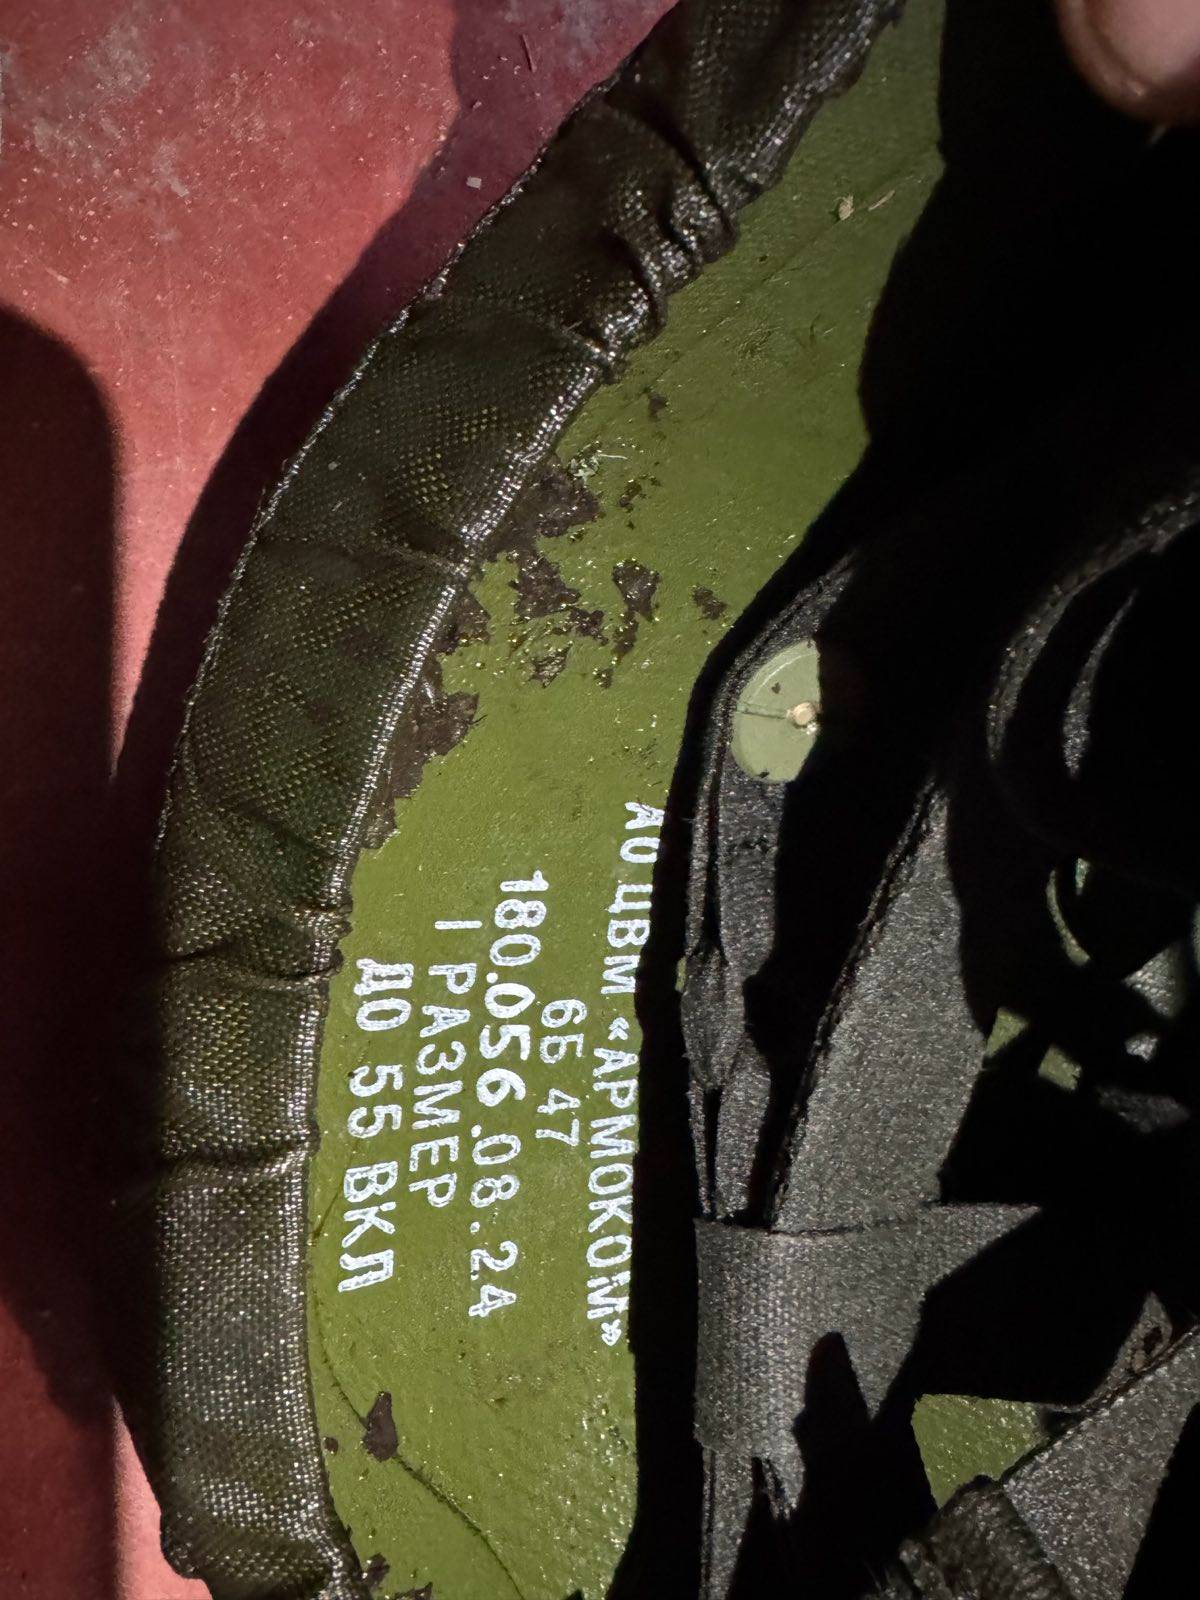 АО ЦВМ «АРМОКОМ»
6Б 47
180.056.08.24
I РАЗМЕР
ДО 55 ВКЛ